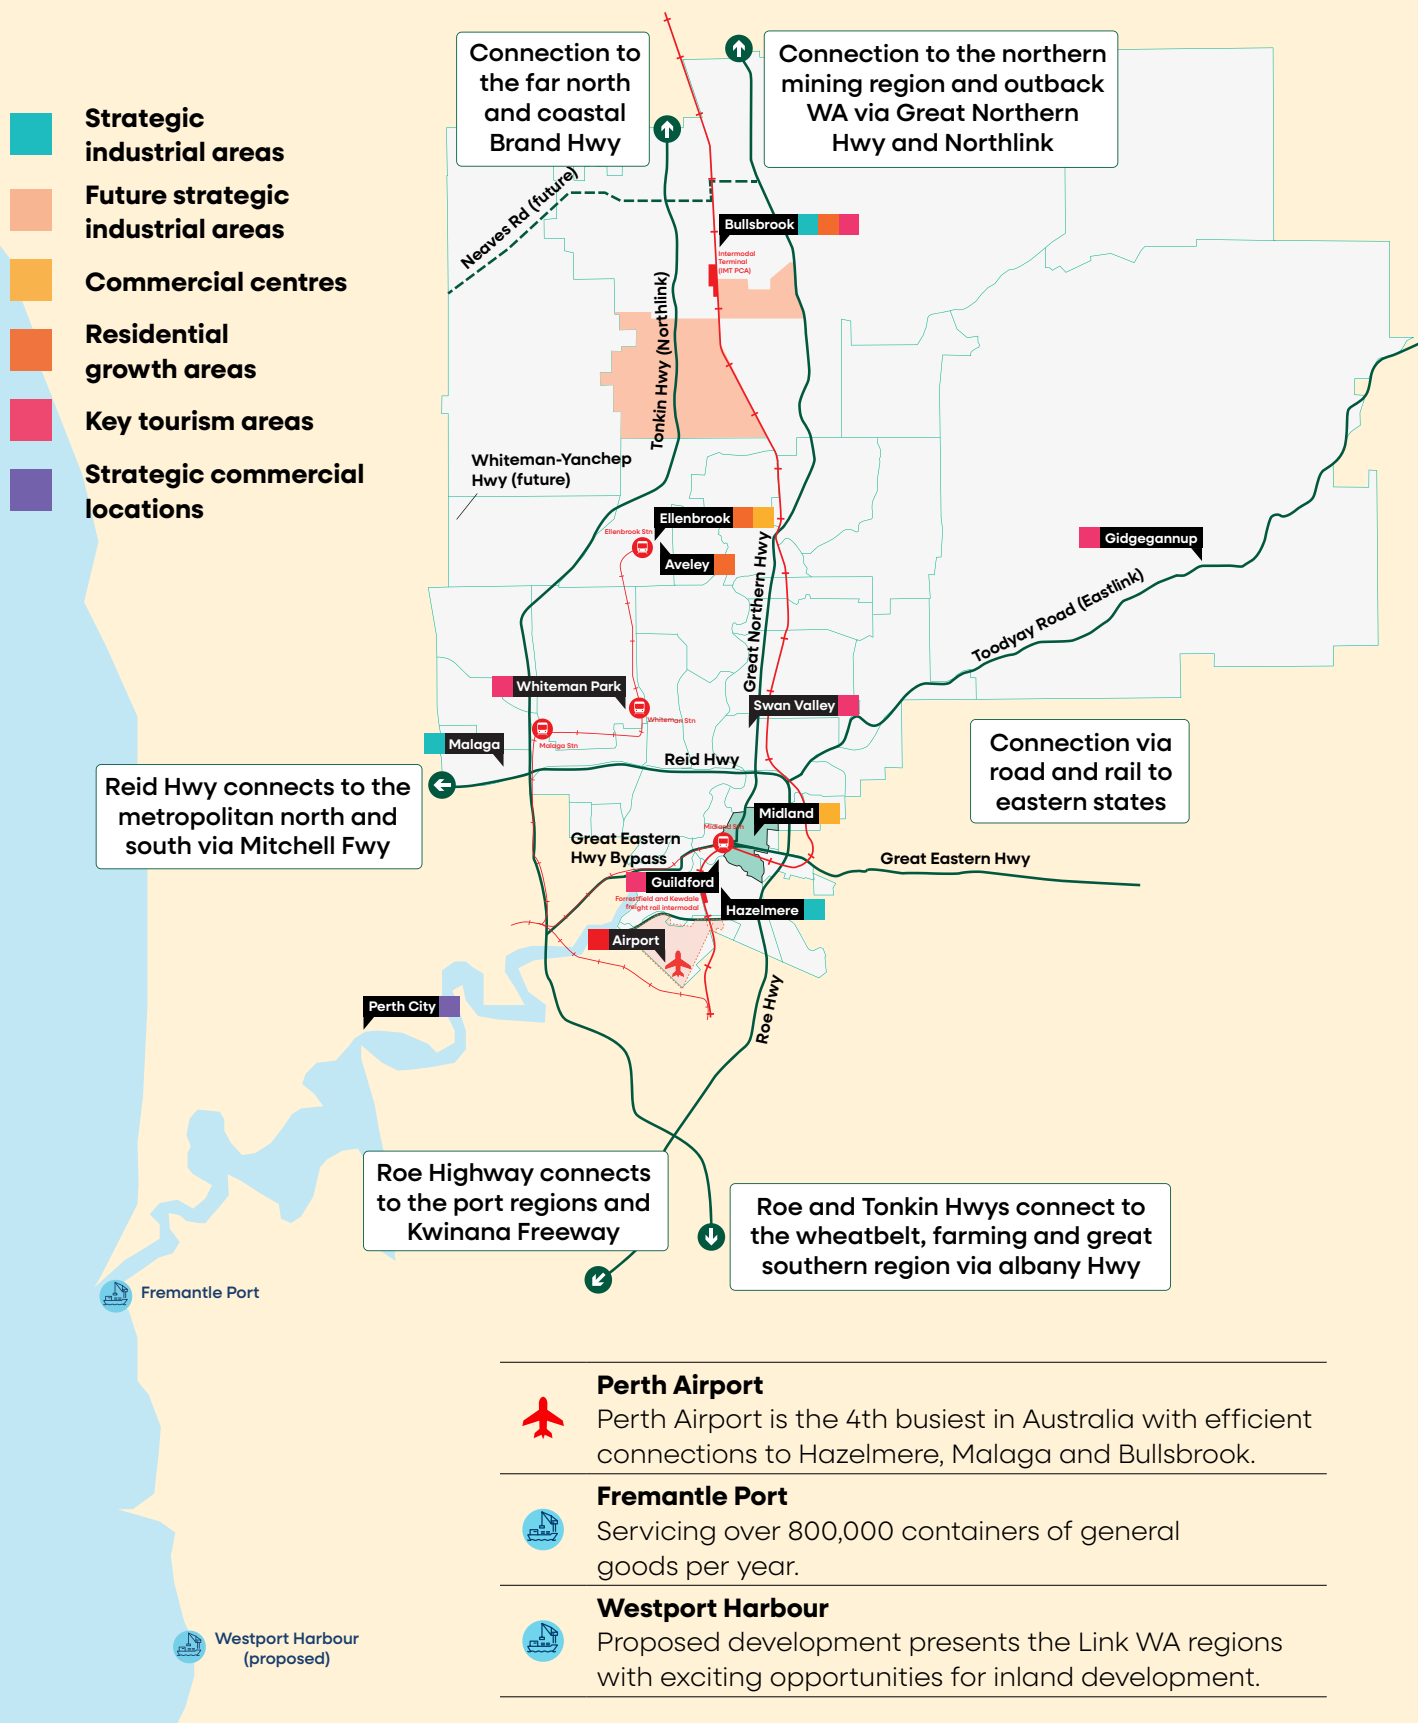 Connection to
the far north
and coastal
Brand Hwy
Connection to the northern
mining region and outback
WA via Great Northern
Hwy and Northlink
Strategic
industrial areas
Future strategic
industrial areas
Commercial centres
Residential
growth areas
Key tourism areas
Strategic commercial
locations
Neaves Rd (future)
Bullsbrook
Intermodal
Terminal
(IMT PCA)
Tonkin Hwy (Northlink)
Whiteman-Yanchep
Hwy (future)
Ellenbrook
Ellenbrook Stn
Aveley
Great Northern Hwy
Gidgegannup
Toodyay Road (Eastlink)
Whiteman Park
Whiteman Stn
Swan Valley
Malaga
Malaga Stn
Reid Hwy
Connection via
road and rail to
eastern states
Reid Hwy connects to the
metropolitan north and
south via Mitchell Fwy
Midland
Midland Stn
Great Eastern
Hwy Bypass
Great Eastern Hwy
Guildford
Forrestfield and Kewdale
freight rail intermodal
Hazelmere
Airport
Roe Hwy
Perth City
Roe Highway connects
to the port regions and
Kwinana Freeway
Roe and Tonkin Hwys connect to
the wheatbelt, farming and great
southern region via albany Hwy
Fremantle Port
Perth Airport
Perth Airport is the 4th busiest in Australia with efficient
connections to Hazelmere, Malaga and Bullsbrook.
Fremantle Port
Servicing over 800,000 containers of general
goods per year.
Westport Harbour
Proposed development presents the Link WA regions
with exciting opportunities for inland development.
Westport Harbour
(proposed)